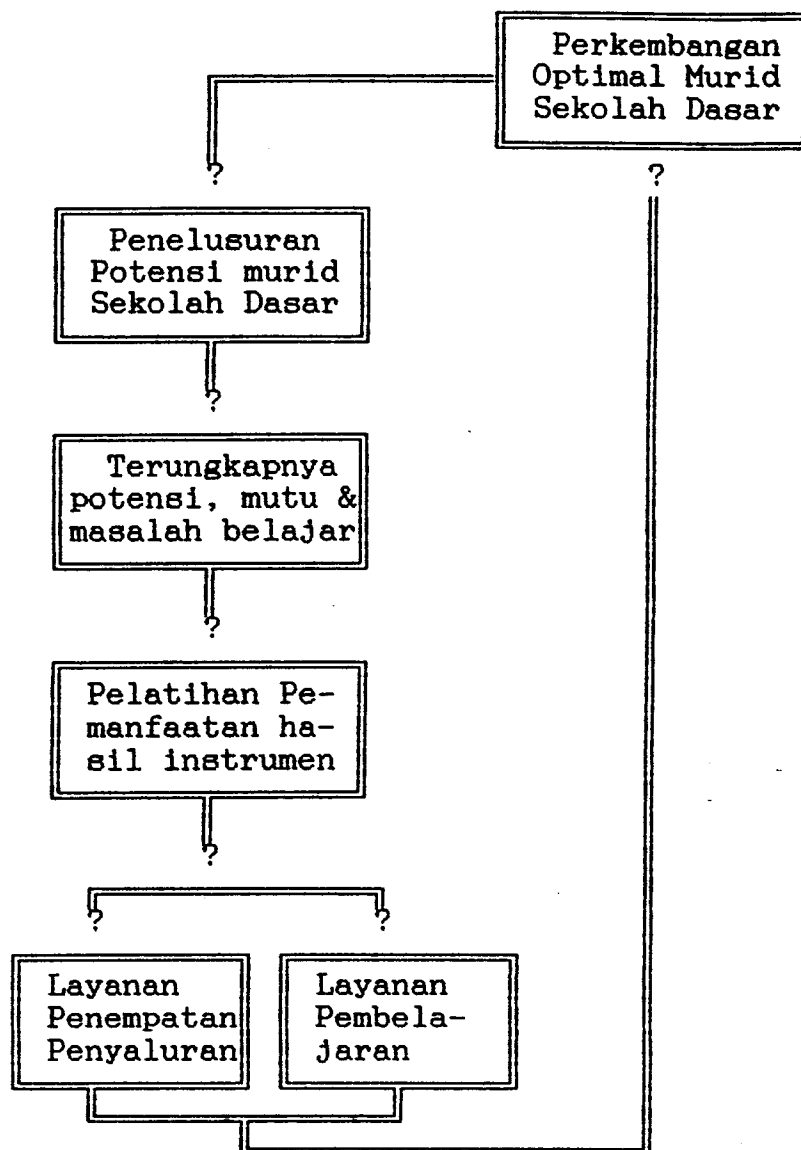 Perkembangan
Optimal Murid
Sekolah Dasar
?
?
Penelusuran
Potensi murid
Sekolah Dasar
?
Terungkapnya
potensi, mutu &
masalah belajar
?
Pelatihan Pe-
manfaatan ha-
sil instrumen
?
?
?
Layanan
Penempatan
Penyaluran
Layanan
Pembela-
jaran